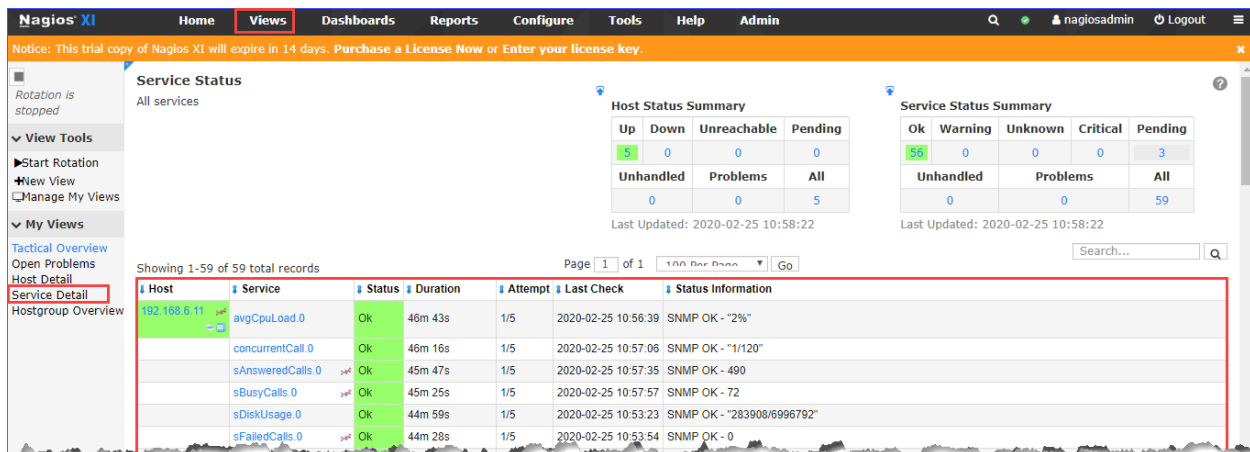 Nagios XI Home Views Dashboards Reports Configure Tools Help Admin nagiosadmin Logout
Notice: This trial copy of Nagios XI will expire in 14 days. Purchase a License Now or Enter your license key.
Rotation is
stopped
View Tools
Start Rotation
New View
Manage My Views
My Views
Tactical Overview
Open Problems
Host Detail
Service Detail
Hostgroup Overview
Service Status
All services
Host Status Summary
Up Down Unreachable Pending
5 0 0 0
Unhandled Problems All
0 0 5
Last Updated: 2020-02-25 10:58:22
Service Status Summary
Ok Warning Unknown Critical Pending
56 0 0 0 3
Unhandled Problems All
0 0 59
Last Updated: 2020-02-25 10:58:22
Search...
Showing 1-59 of 59 total records
Page 1 of 1 100 Per Page Go
Host Service Status Duration Attempt Last Check Status Information
192.168.6.11 avgCpuLoad.0 Ok 46m 43s 1/5 2020-02-25 10:56:39 SNMP OK - "2%"
concurrentCall.0 Ok 46m 16s 1/5 2020-02-25 10:57:06 SNMP OK - "1/120"
sAnsweredCalls.0 Ok 45m 47s 1/5 2020-02-25 10:57:35 SNMP OK - 490
sBusyCalls.0 Ok 45m 25s 1/5 2020-02-25 10:57:57 SNMP OK - 72
sDiskUsage.0 Ok 44m 59s 1/5 2020-02-25 10:53:23 SNMP OK - "283908/6996792"
sFailedCalls.0 Ok 44m 28s 1/5 2020-02-25 10:53:54 SNMP OK - 0